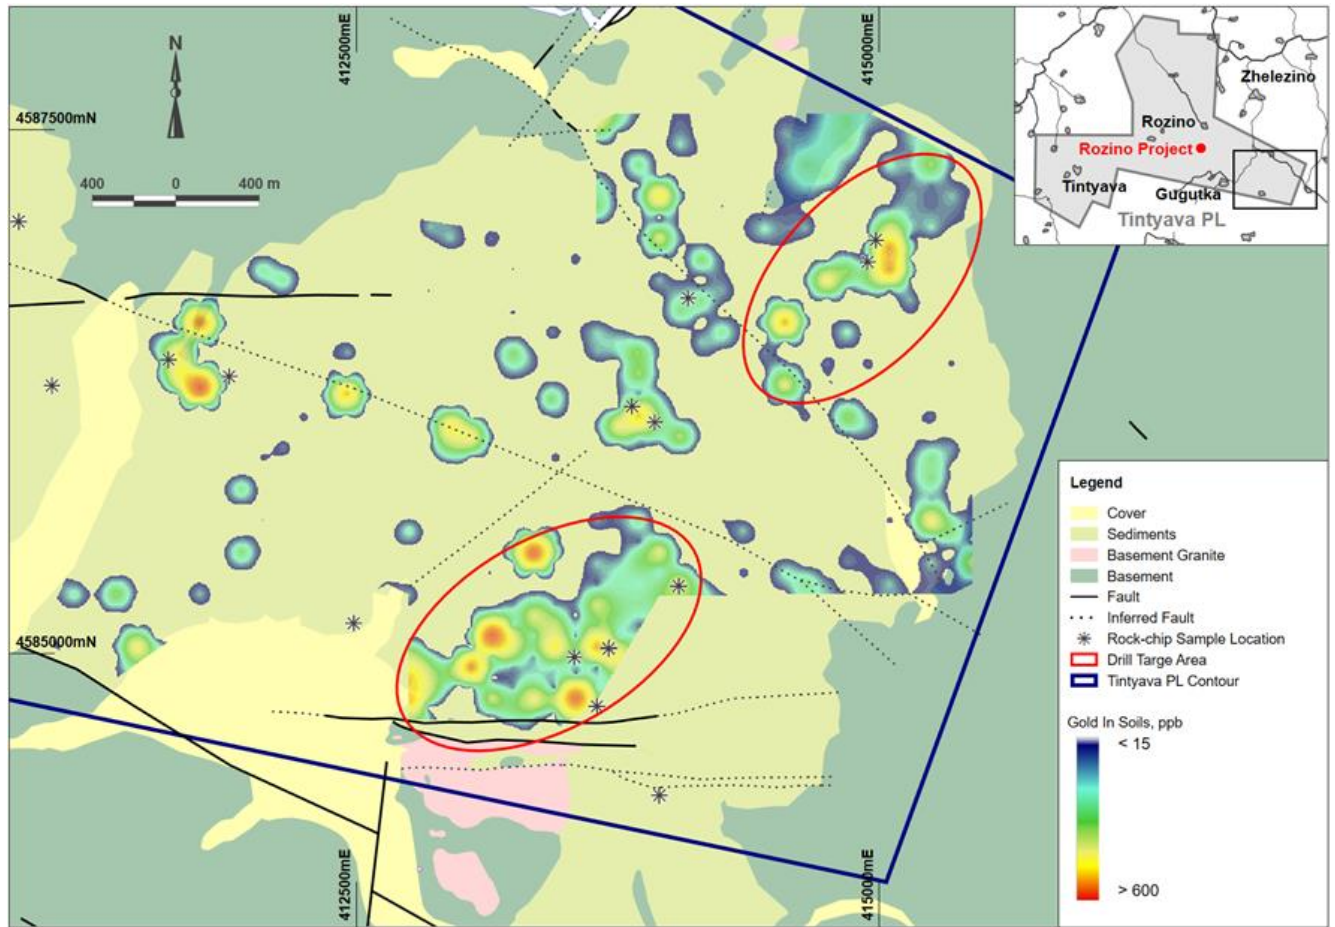 412500mE
415000mE
4587500mN
N
400 0 400 m
Zhelezino
Rozino
Rozino Project
Tintyava
Gugutka
Tintyava PL
4585000mN
412500mE
415000mE
Legend
Cover
Sediments
Basement Granite
Basement
Fault
Inferred Fault
Rock-chip Sample Location
Drill Targe Area
Tintyava PL Contour
Gold In Soils, ppb
< 15
> 600